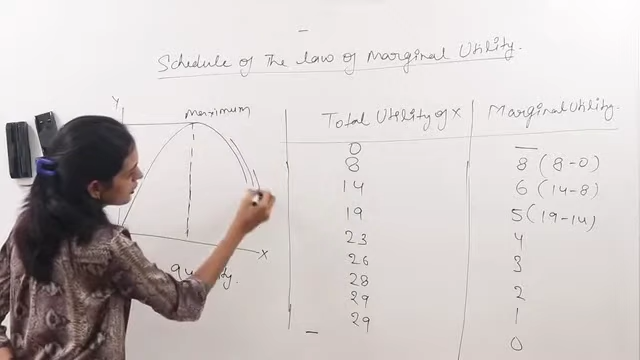 Schedule of The Law of Marginal Utility.
Y
maximum
X
Total Utility of X
Marginal Utility.
0 —
8 8 (8-0)
14 6 (14-8)
19 5 (19-14)
23 4
26 3
28 2
29 1
29 0